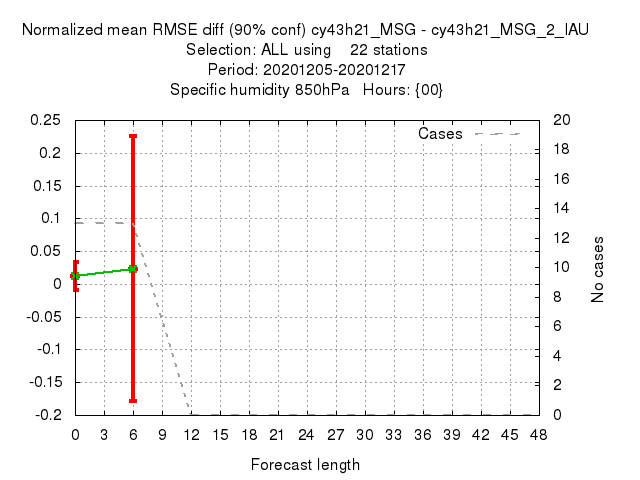 Normalized mean RMSE diff (90% conf) cy43h21_MSG - cy43h21_MSG_2_IAU
Selection: ALL using    22 stations
Period: 20201205-20201217
Specific humidity 850hPa   Hours: {00}
Cases
0.25
0.2
0.15
0.1
0.05
0
-0.05
-0.1
-0.15
-0.2
20
18
16
14
12
10
8
6
4
2
0
No cases
0 3 6 9 12 15 18 21 24 27 30 33 36 39 42 45 48
Forecast length